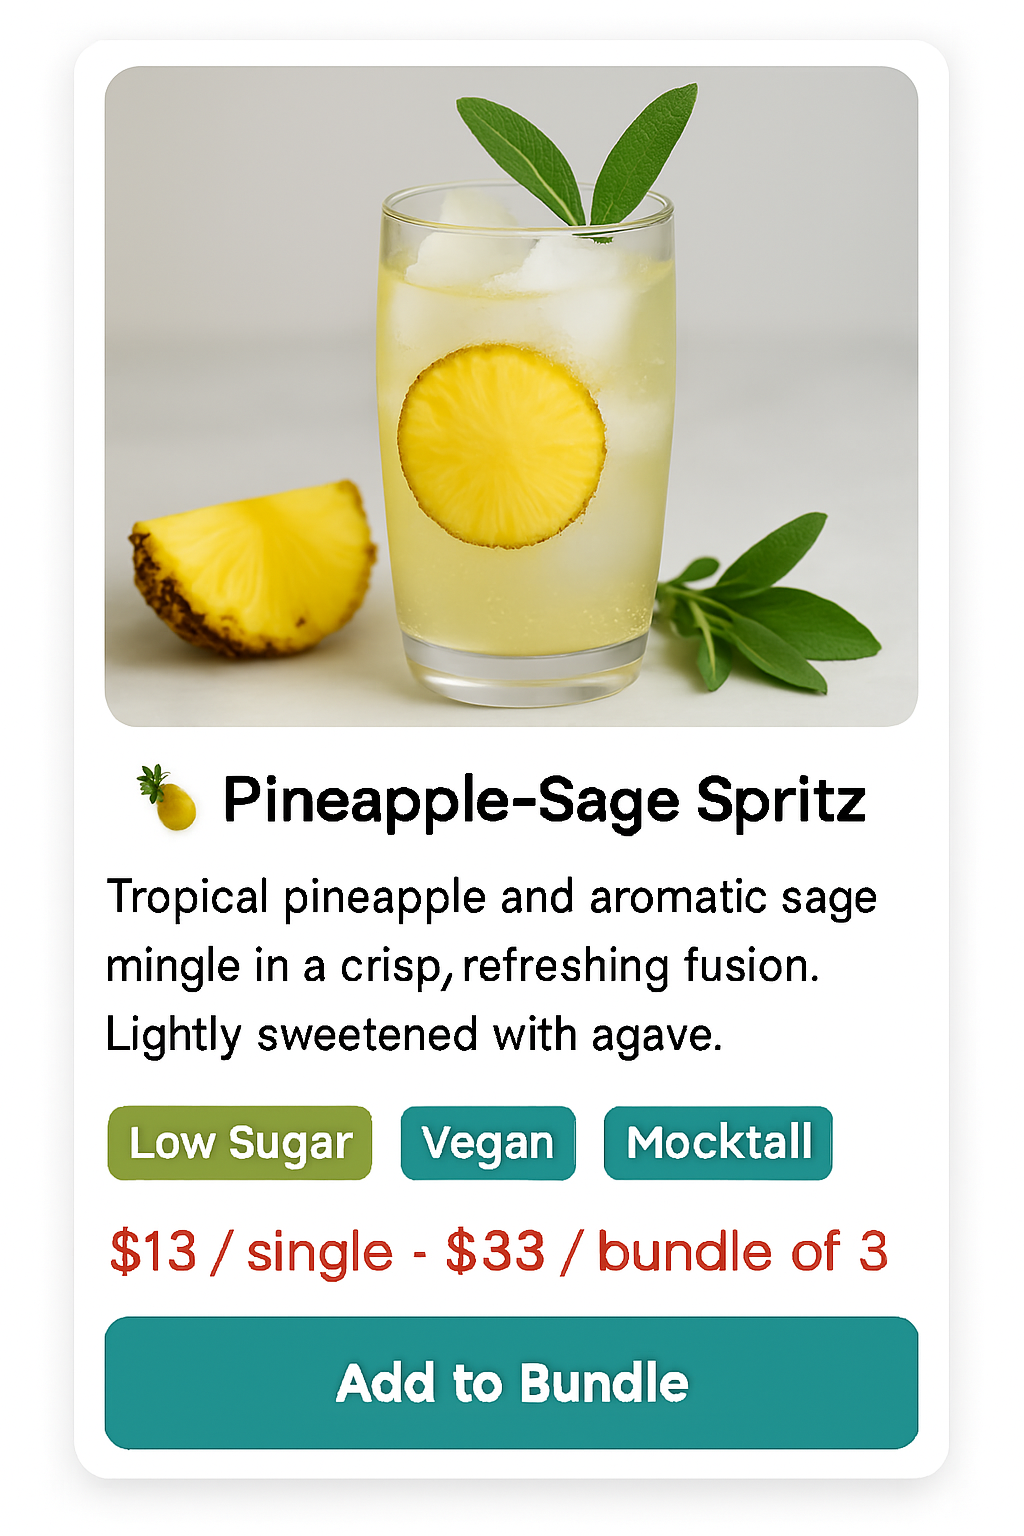 Pineapple-Sage Spritz
Tropical pineapple and aromatic sage
mingle in a crisp, refreshing fusion.
Lightly sweetened with agave.
Low Sugar Vegan Mocktall
$13 / single - $33 / bundle of 3
Add to Bundle